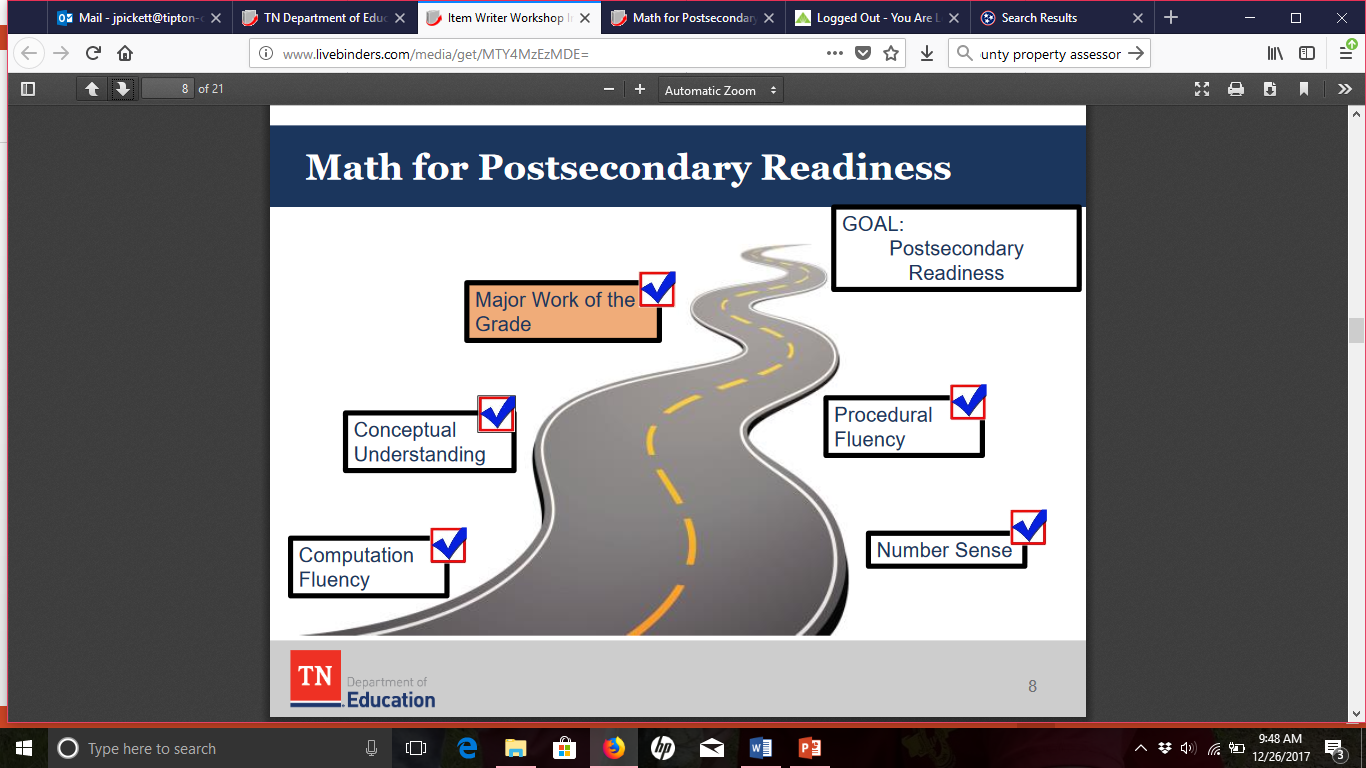 Mail - jpickett@tipton-
TN Department of Educ
Item Writer Workshop I
Math for Postsecondary
Logged Out - You Are L
Search Results
www.livebinders.com/media/get/MTY4MzEzMDE=
unty property assessor
8 of 21
Automatic Zoom
Math for Postsecondary Readiness
GOAL:
Postsecondary
Readiness
Major Work of the
Grade
Conceptual
Understanding
Procedural
Fluency
Computation
Fluency
Number Sense
TN
Department of
Education
8
Type here to search
hp
9:48 AM
12/26/2017
3